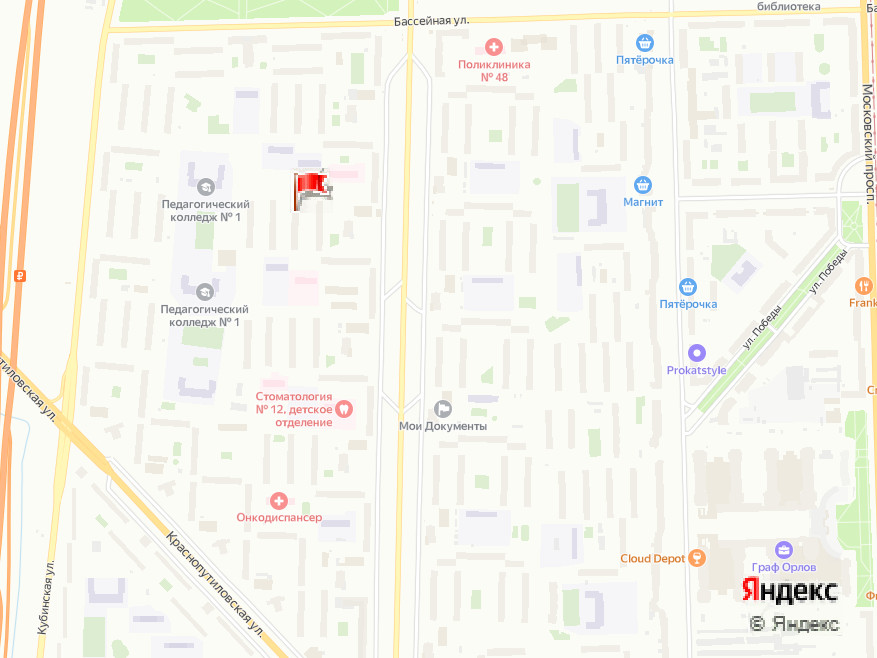 библиотека
Бассейная ул.
Поликлиника
№ 48
Пятёрочка
Московский просп.
Педагогический
колледж № 1
Магнит
ул. Победы
Пятёрочка
Frank
Педагогический
колледж № 1
ул. Победы
Prokatstyle
Стоматология
№ 12, детское
отделение
Мои Документы
Онкодиспансер
Краснопутиловская ул.
Cloud Depot
Граф Орлов
Кубинская ул.
Яндекс
© Яндекс